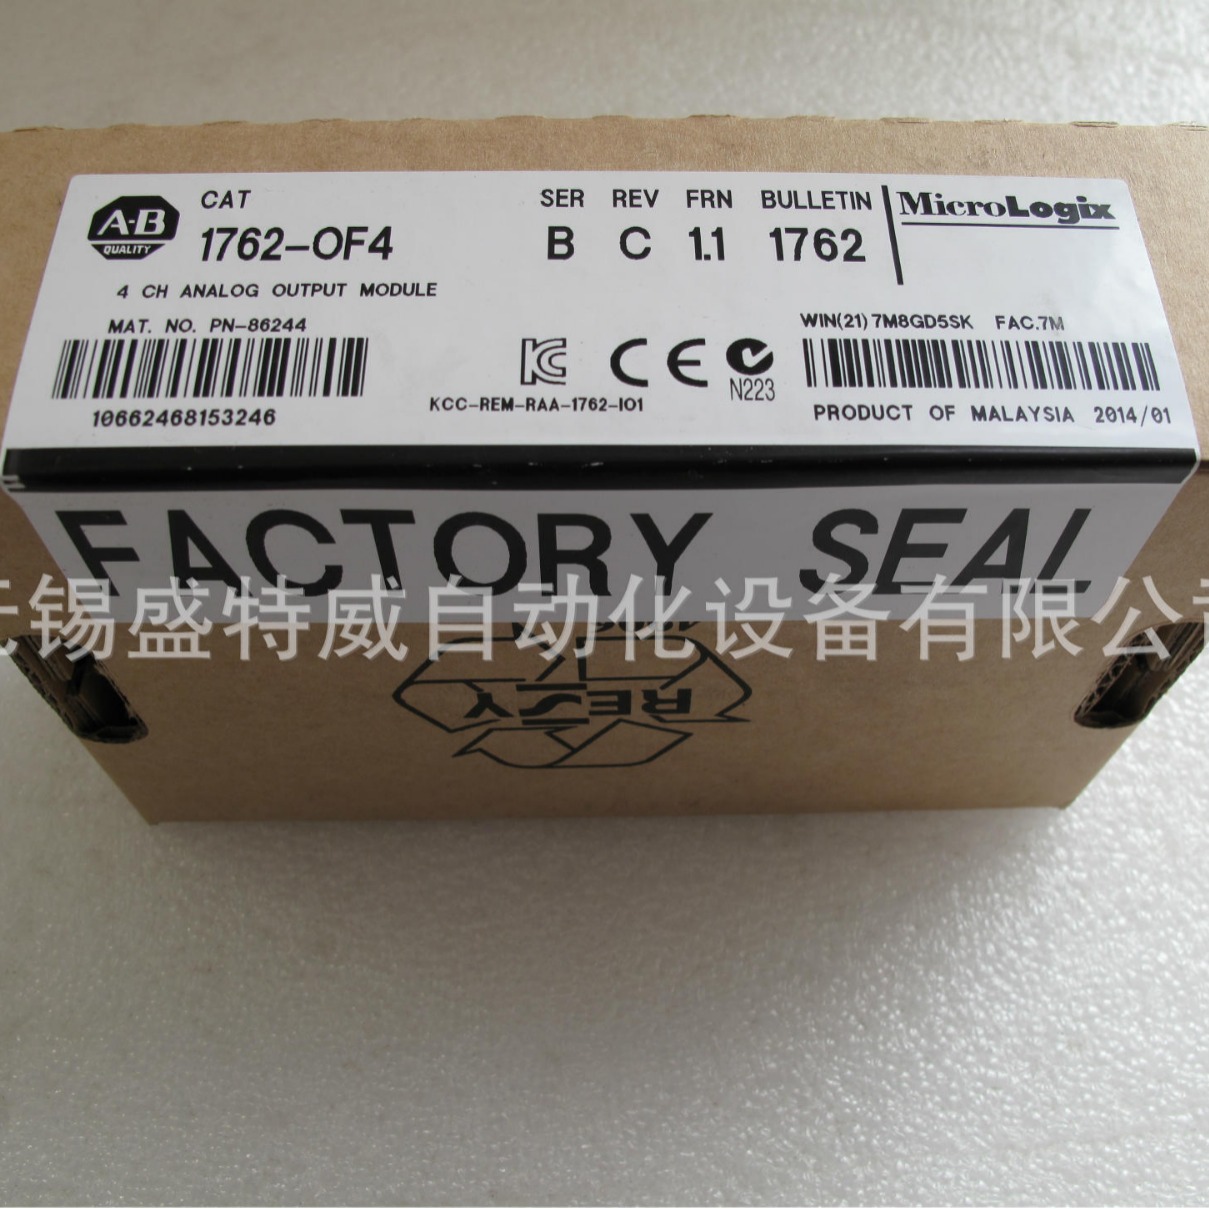 A-B
QUALITY
CAT SER REV FRN BULLETIN
1762-OF4 B C 1.1 1762
MicroLogix
4 CH ANALOG OUTPUT MODULE
MAT. NO. PN-86244
WIN(21) 7M8GD5SK FAC.7M
10662468153246
KCC-REM-RAA-1762-IO1
N223
PRODUCT OF MALAYSIA 2014/01
FACTORY SEAL
锡盛特威自动化设备有限公
RESY